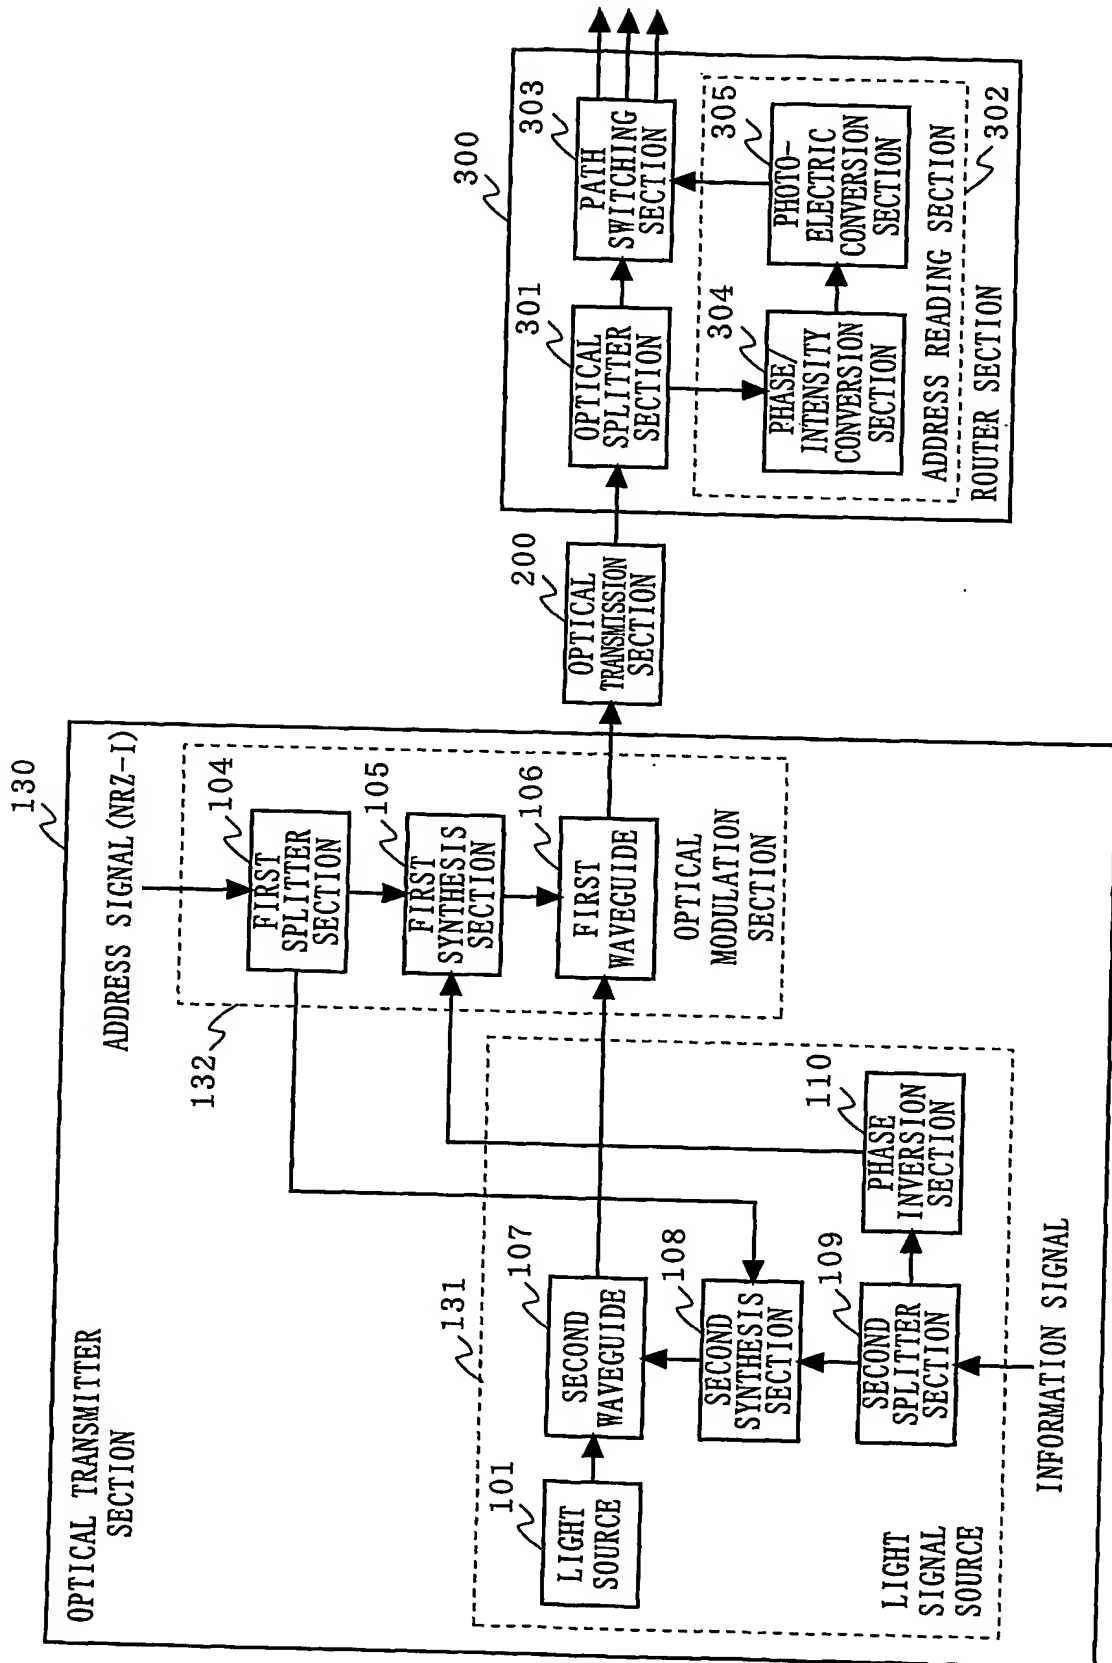 130
OPTICAL TRANSMITTER
SECTION
ADDRESS SIGNAL(NRZ-I)
132
104
FIRST
SPLITTER
SECTION
105
FIRST
SYNTHESIS
SECTION
106
FIRST
WAVEGUIDE
OPTICAL
MODULATION
SECTION
131
101
LIGHT
SOURCE
107
SECOND
WAVEGUIDE
108
SECOND
SYNTHESIS
SECTION
109
SECOND
SPLITTER
SECTION
110
PHASE
INVERSION
SECTION
LIGHT
SIGNAL
SOURCE
INFORMATION SIGNAL
200
OPTICAL
TRANSMISSION
SECTION
300
301
OPTICAL
SPLITTER
SECTION
303
PATH
SWITCHING
SECTION
304
PHASE/
INTENSITY
CONVERSION
SECTION
305
PHOTO-
ELECTRIC
CONVERSION
SECTION
ADDRESS READING SECTION
302
ROUTER SECTION